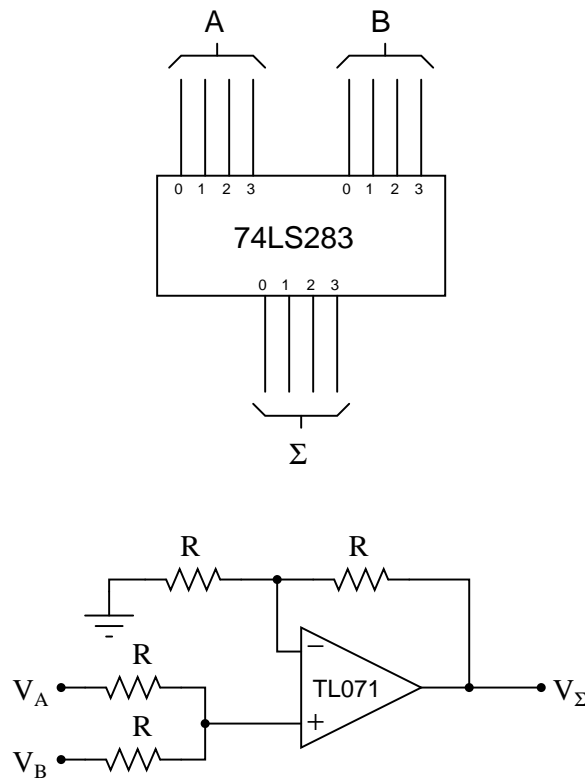 A B
0 1 2 3 0 1 2 3
74LS283
0 1 2 3
Σ
R R
−
TL071
+
R
V_A
R
V_B
V_Σ